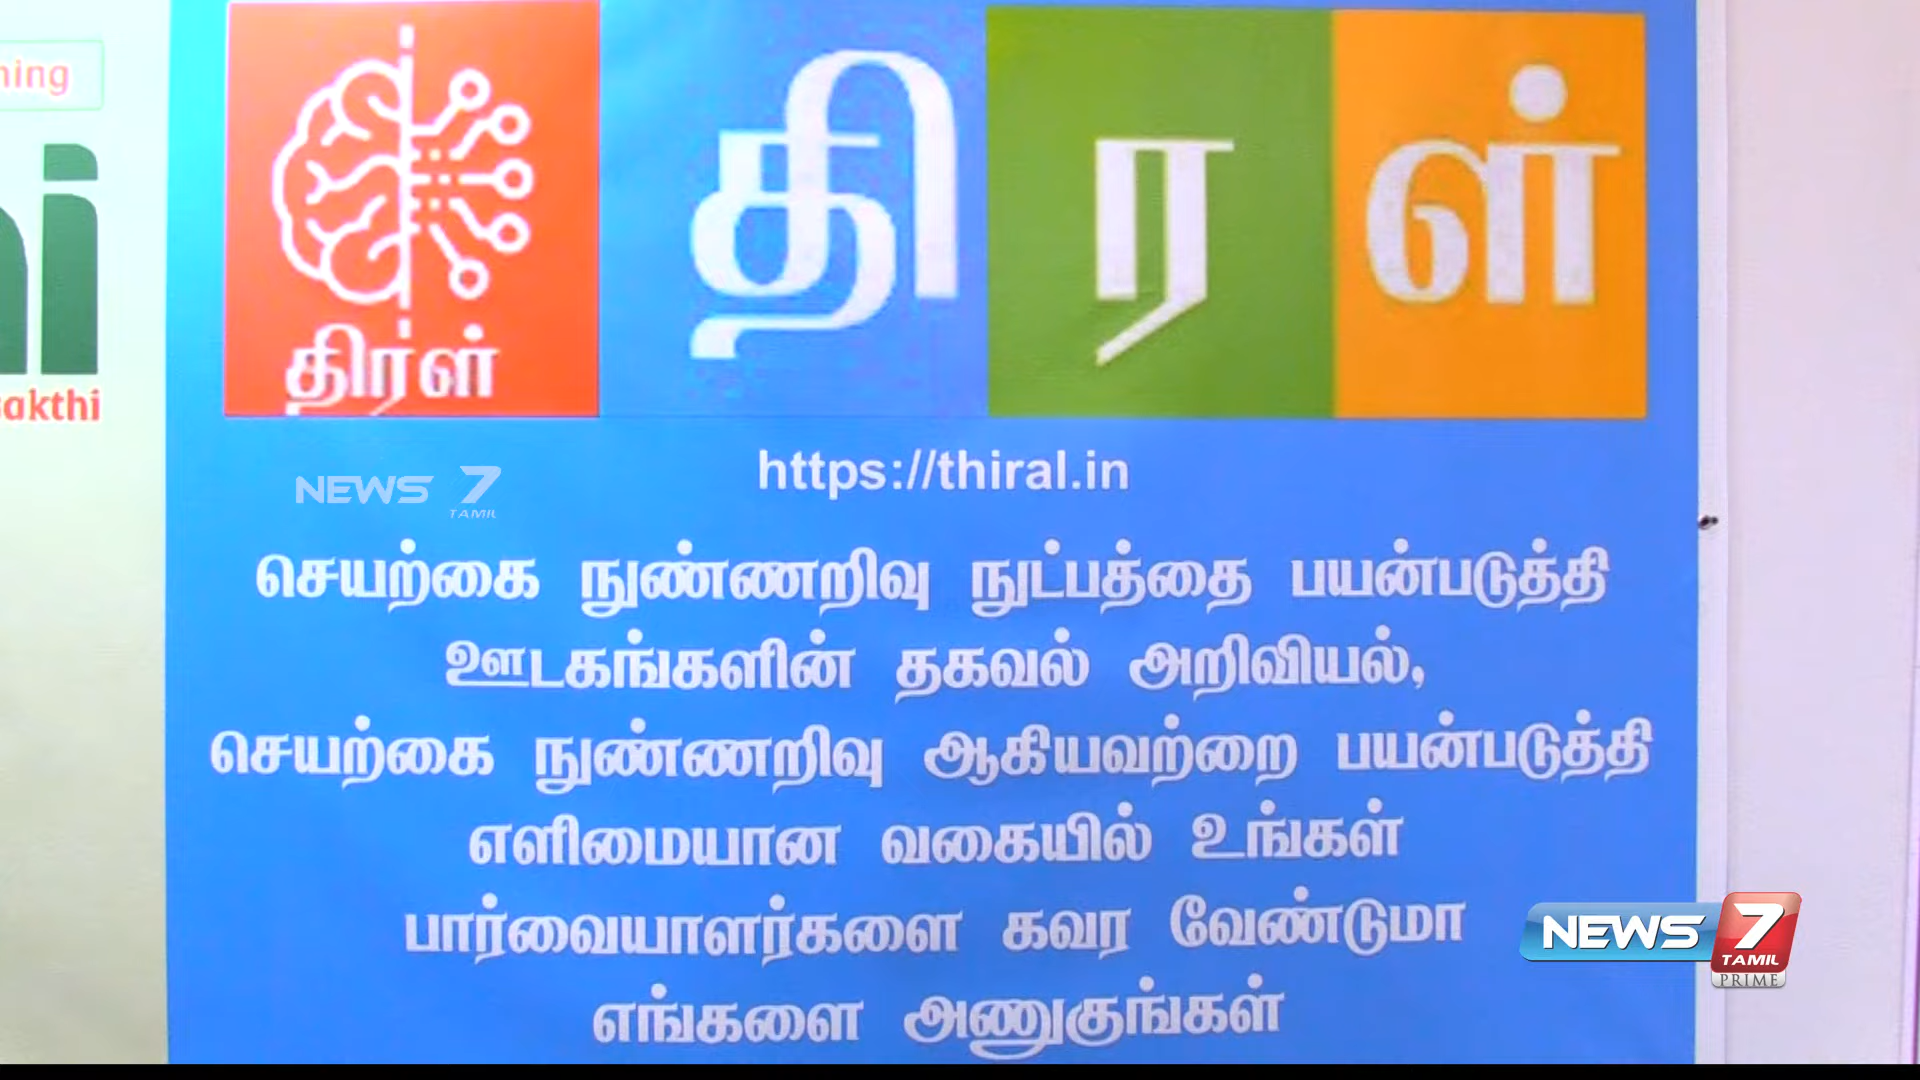 ning
akthi
திரள்
திரள்
https://thiral.in
NEWS 7
TAMIL
செயற்கை நுண்ணறிவு நுட்பத்தை பயன்படுத்தி
ஊடகங்களின் தகவல் அறிவியல்,
செயற்கை நுண்ணறிவு ஆகியவற்றை பயன்படுத்தி
எளிமையான வகையில் உங்கள்
பார்வையாளர்களை கவர வேண்டுமா
எங்களை அணுகுங்கள்
NEWS 7
TAMIL
PRIME